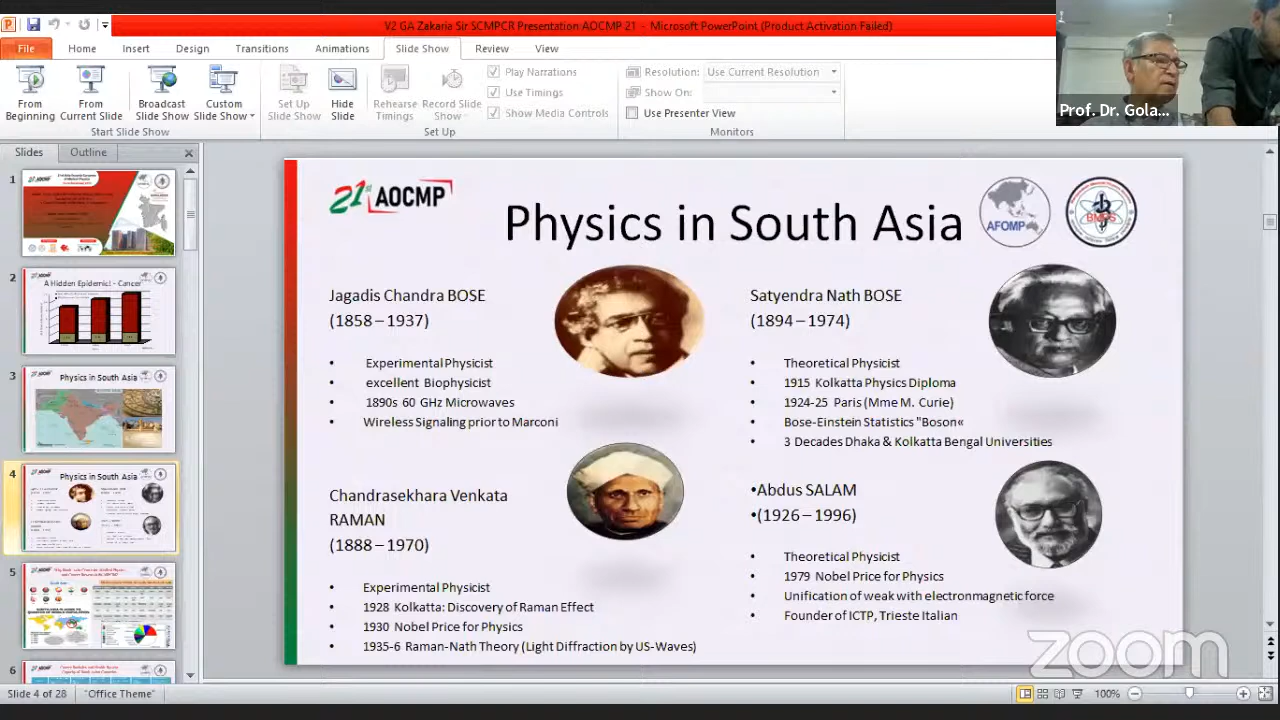 V2 GA Zakaria Sir SCMPCR Presentation AOCMP 21 - Microsoft PowerPoint (Product Activation Failed)
File Home Insert Design Transitions Animations Slide Show Review View
From Beginning
From Current Slide
Broadcast Slide Show
Custom Slide Show
Set Up Slide Show
Hide Slide
Rehearse Timings
Record Slide Show
Play Narrations
Use Timings
Show Media Controls
Resolution: Use Current Resolution
Show On:
Use Presenter View
Start Slide Show
Set Up
Monitors
Prof. Dr. Gola...
Slides Outline
1
2
A Hidden Epidemic! - Cancer
3
Physics in South Asia
4
Physics in South Asia
5
6
21st AOCMP
Physics in South Asia
AFOMP
BMPS
Jagadis Chandra BOSE
(1858 – 1937)
• Experimental Physicist
• excellent Biophysicist
• 1890s 60 GHz Microwaves
• Wireless Signaling prior to Marconi
Satyendra Nath BOSE
(1894 – 1974)
• Theoretical Physicist
• 1915 Kolkatta Physics Diploma
• 1924-25 Paris (Mme M. Curie)
• Bose-Einstein Statistics "Boson«
• 3 Decades Dhaka & Kolkatta Bengal Universities
Chandrasekhara Venkata
RAMAN
(1888 – 1970)
• Experimental Physicist
• 1928 Kolkatta: Discovery of Raman Effect
• 1930 Nobel Price for Physics
• 1935-6 Raman-Nath Theory (Light Diffraction by US-Waves)
•Abdus SALAM
•(1926 – 1996)
• Theoretical Physicist
• 1979 Nobel Price for Physics
• Unification of weak with electronmagnetic force
• Founder of ICTP, Trieste Italian
zoom
Slide 4 of 28 "Office Theme" 100%